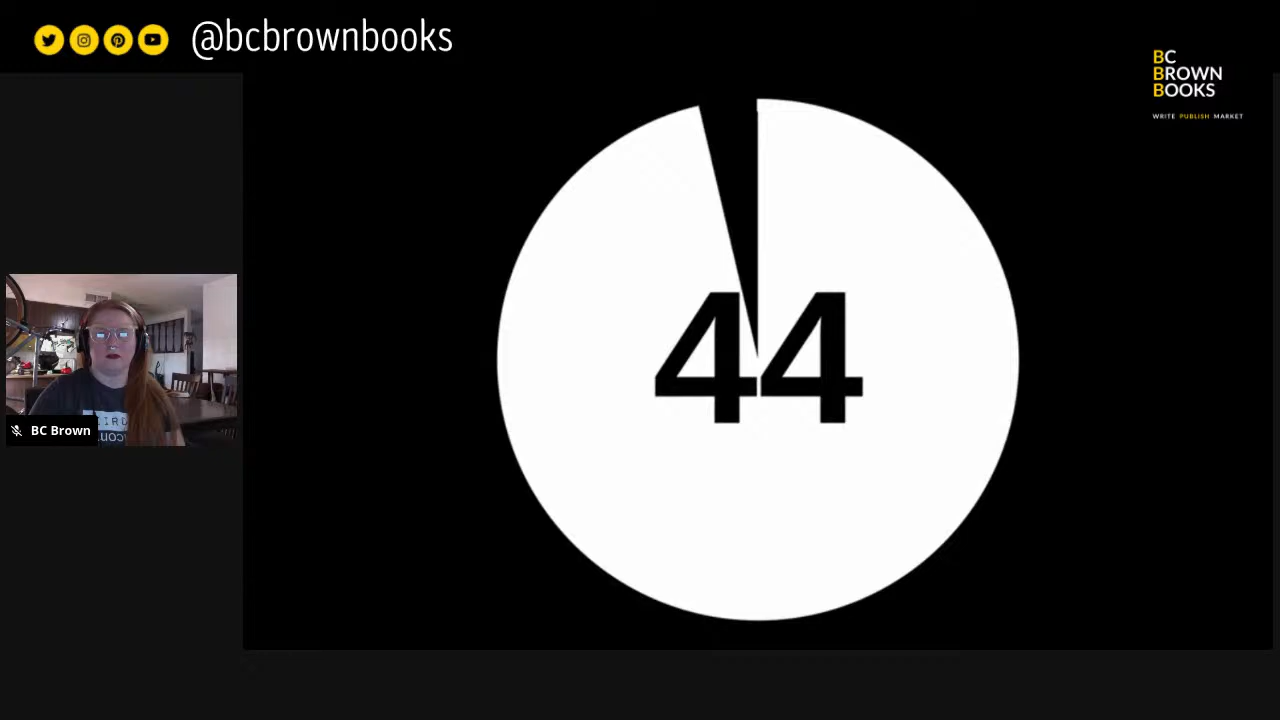 @bcbrownbooks
BC
BROWN
BOOKS
WRITE PUBLISH MARKET
44
BC Brown